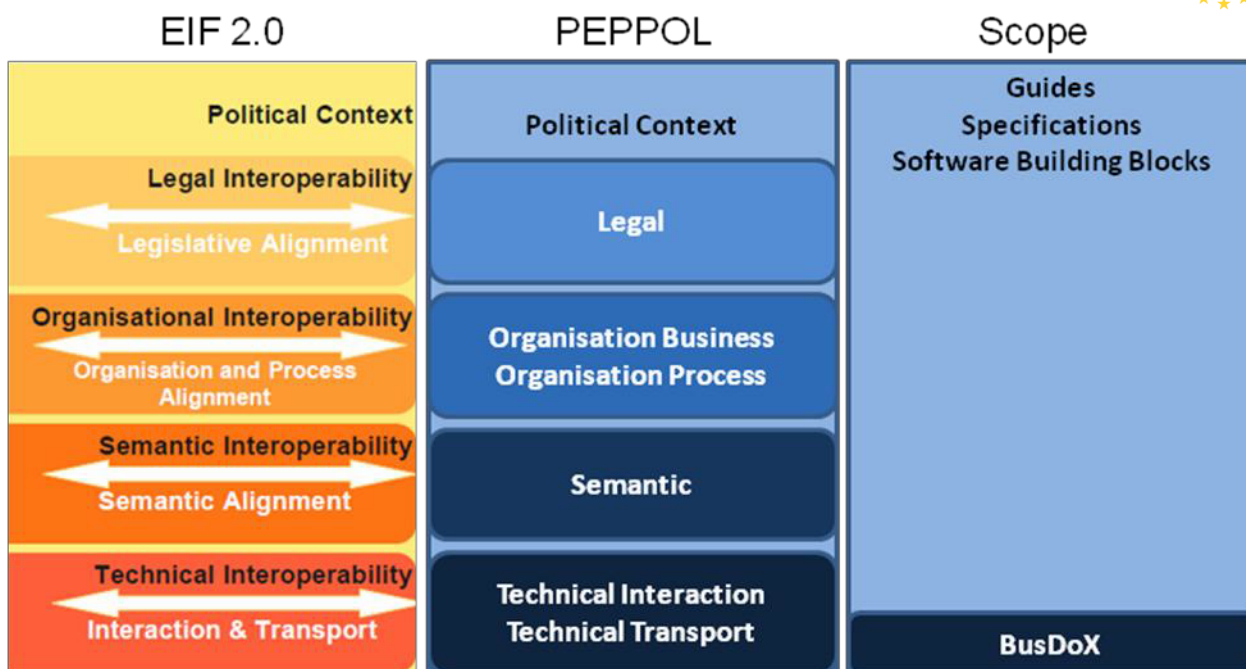 EIF 2.0
PEPPOL
Scope
Political Context
Legal Interoperability
Legislative Alignment
Organisational Interoperability
Organisation and Process
Alignment
Semantic Interoperability
Semantic Alignment
Technical Interoperability
Interaction & Transport
Political Context
Legal
Organisation Business
Organisation Process
Semantic
Technical Interaction
Technical Transport
Guides
Specifications
Software Building Blocks
BusDoX